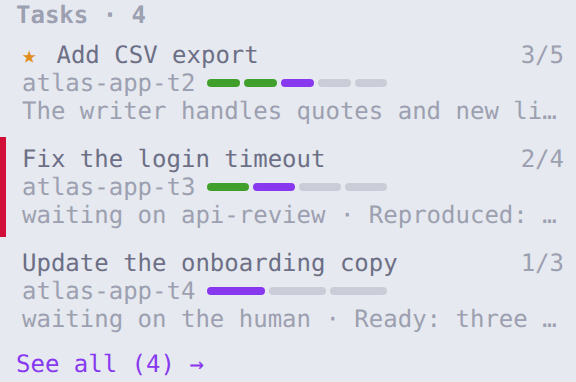 Tasks · 4
★ Add CSV export 3/5
atlas-app-t2
The writer handles quotes and new li…
Fix the login timeout 2/4
atlas-app-t3
waiting on api-review · Reproduced: …
Update the onboarding copy 1/3
atlas-app-t4
waiting on the human · Ready: three …
See all (4) →